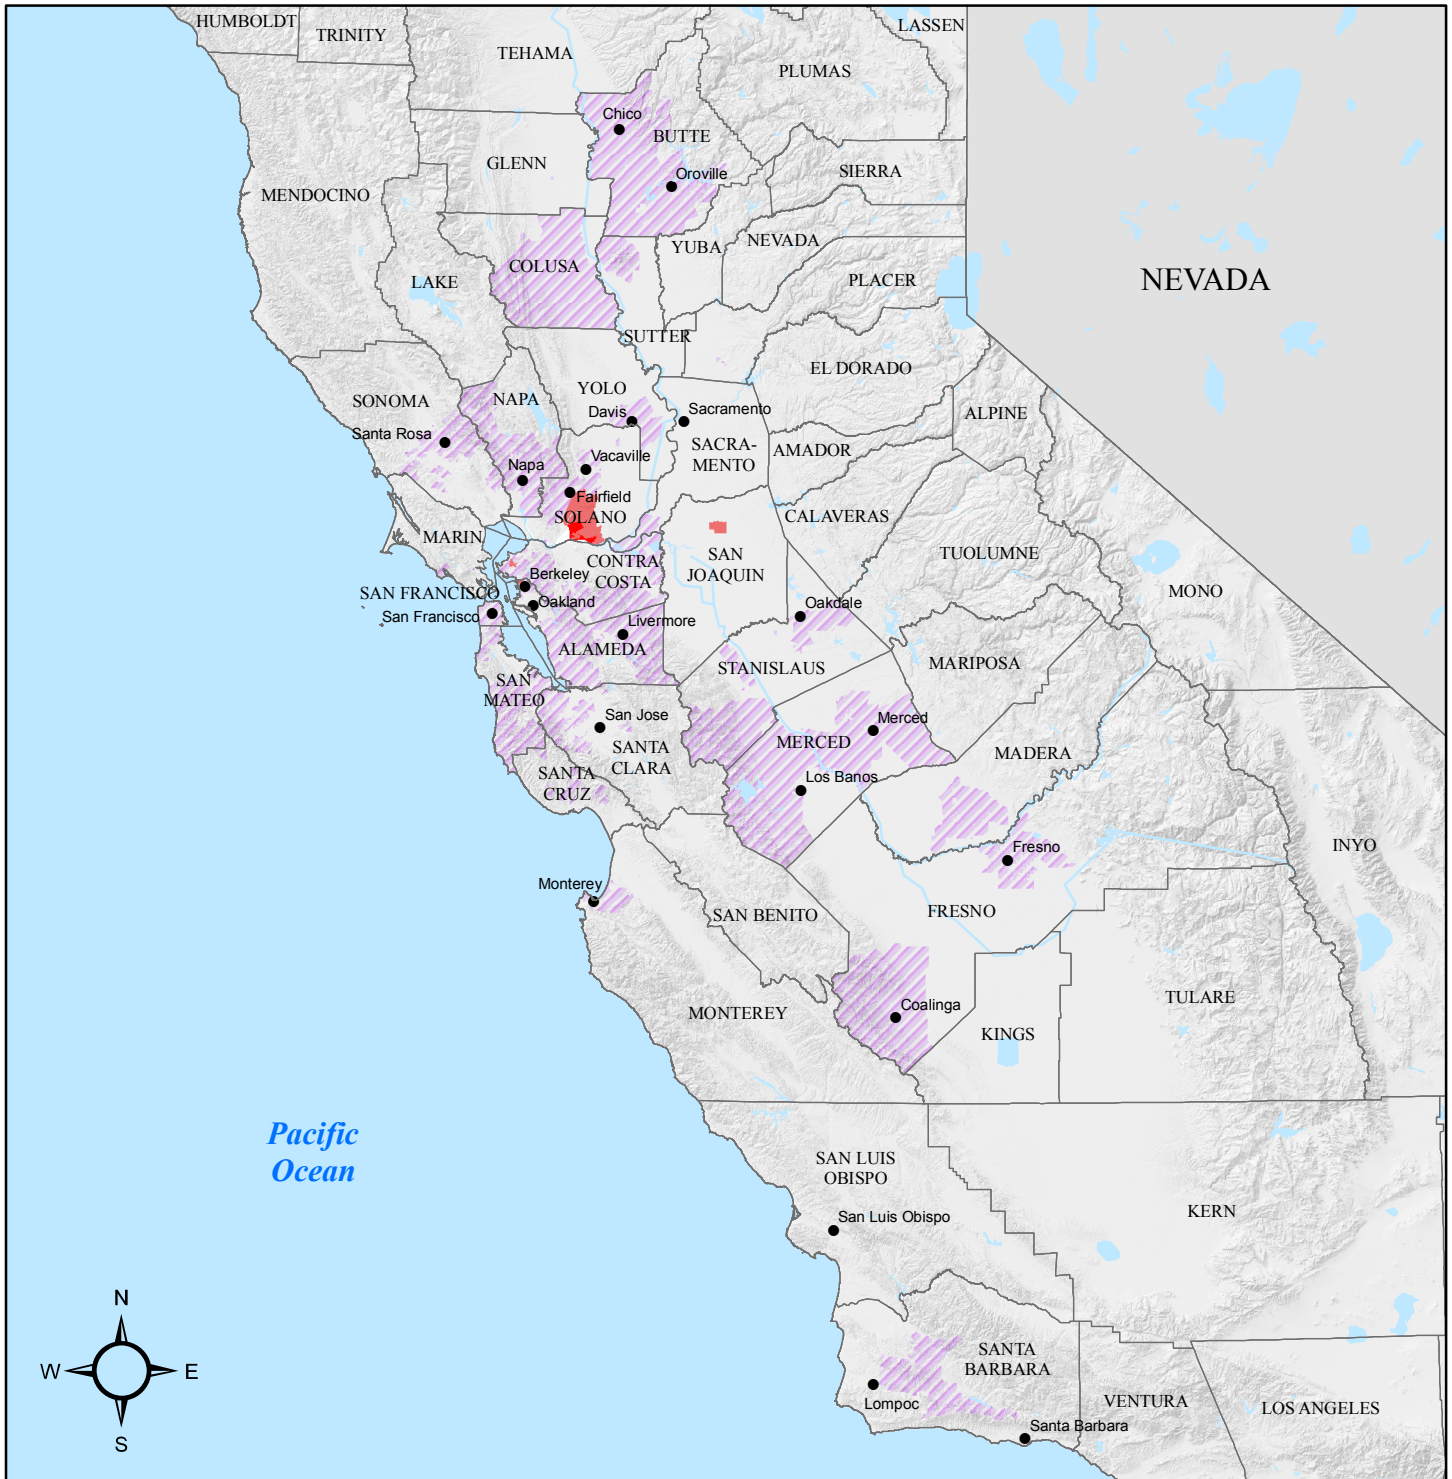 HUMBOLDT
TRINITY
TEHAMA
LASSEN
PLUMAS
Chico
BUTTE
GLENN
SIERRA
Oroville
MENDOCINO
YUBA
NEVADA
COLUSA
LAKE
PLACER
NEVADA
SUTTER
EL DORADO
YOLO
SONOMA
NAPA
Davis
Sacramento
ALPINE
Santa Rosa
SACRA-
MENTO
AMADOR
Napa
Vacaville
Fairfield
SOLANO
CALAVERAS
MARIN
SAN
JOAQUIN
TUOLUMNE
CONTRA
COSTA
Berkeley
SAN FRANCISCO
Oakland
San Francisco
MONO
Oakdale
Livermore
ALAMEDA
STANISLAUS
MARIPOSA
SAN
MATEO
San Jose
Merced
MERCED
SANTA
CLARA
MADERA
SANTA
CRUZ
Los Banos
Fresno
INYO
Monterey
SAN BENITO
FRESNO
TULARE
MONTEREY
Coalinga
KINGS
Pacific
Ocean
SAN LUIS
OBISPO
San Luis Obispo
KERN
N
W
E
S
SANTA
BARBARA
Lompoc
VENTURA
LOS ANGELES
Santa Barbara